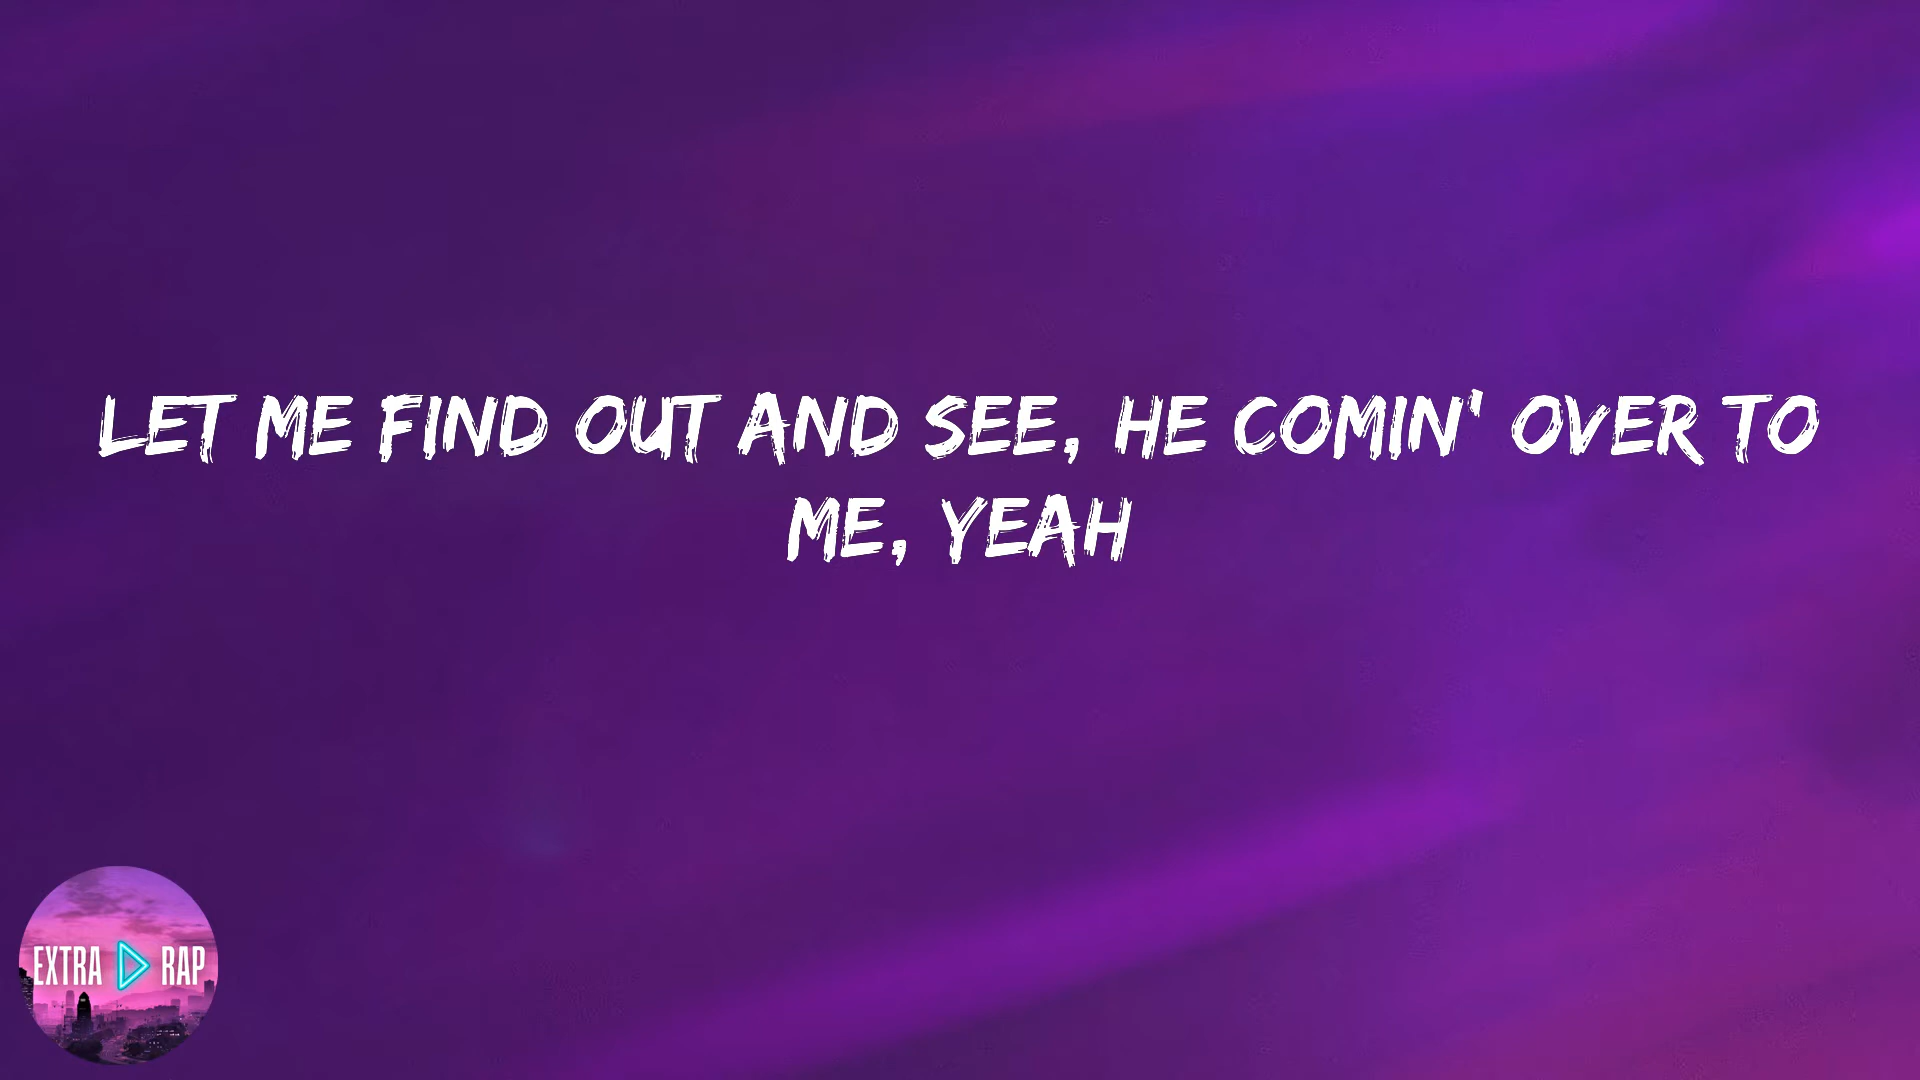 LET ME FIND OUT AND SEE, HE COMIN' OVER TO
ME, YEAH
EXTRA RAP